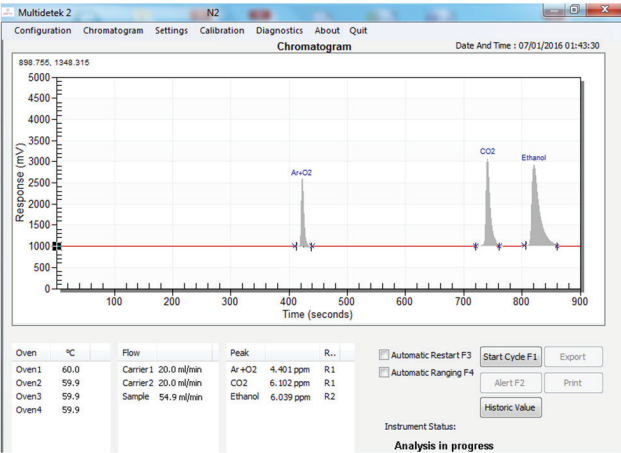 Multidetek 2 N2
Configuration Chromatogram Settings Calibration Diagnostics About Quit
Chromatogram Date And Time : 07/01/2016 01:43:30
898.755, 1348.315
5000
4500
4000
3500
3000
2500
2000
1500
1000
500
0
Response (mV)
Ar+O2
CO2
Ethanol
100 200 300 400 500 600 700 800 900
Time (seconds)
Oven °C Flow Peak R..
Oven1 60.0 Carrier1 20.0 ml/min Ar+O2 4.401 ppm R1
Oven2 59.9 Carrier2 20.0 ml/min CO2 6.102 ppm R1
Oven3 59.9 Sample 54.9 ml/min Ethanol 6.039 ppm R2
Oven4 59.9
Automatic Restart F3 Start Cycle F1 Export
Automatic Ranging F4 Alert F2 Print
Historic Value
Instrument Status:
Analysis in progress